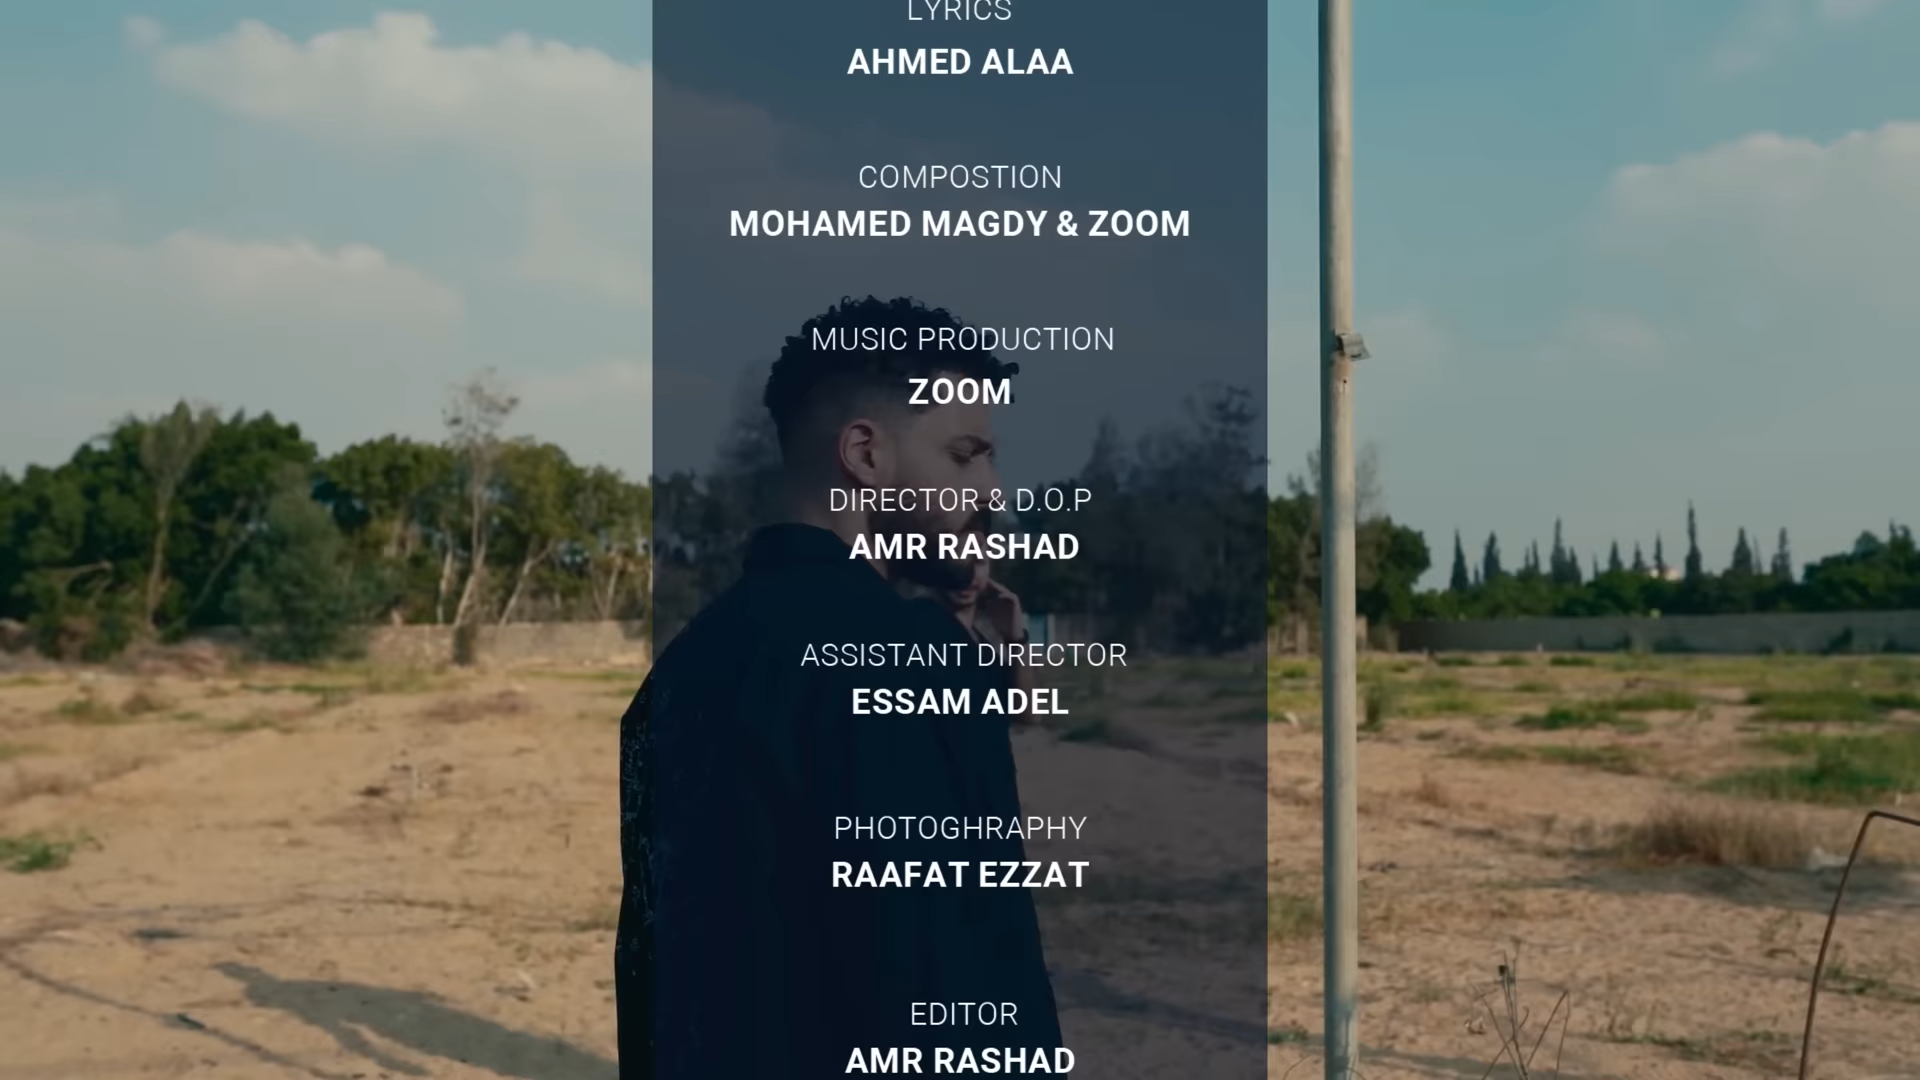 LYRICS
AHMED ALAA
COMPOSTION
MOHAMED MAGDY & ZOOM
MUSIC PRODUCTION
ZOOM
DIRECTOR & D.O.P
AMR RASHAD
ASSISTANT DIRECTOR
ESSAM ADEL
PHOTOGHRAPHY
RAAFAT EZZAT
EDITOR
AMR RASHAD